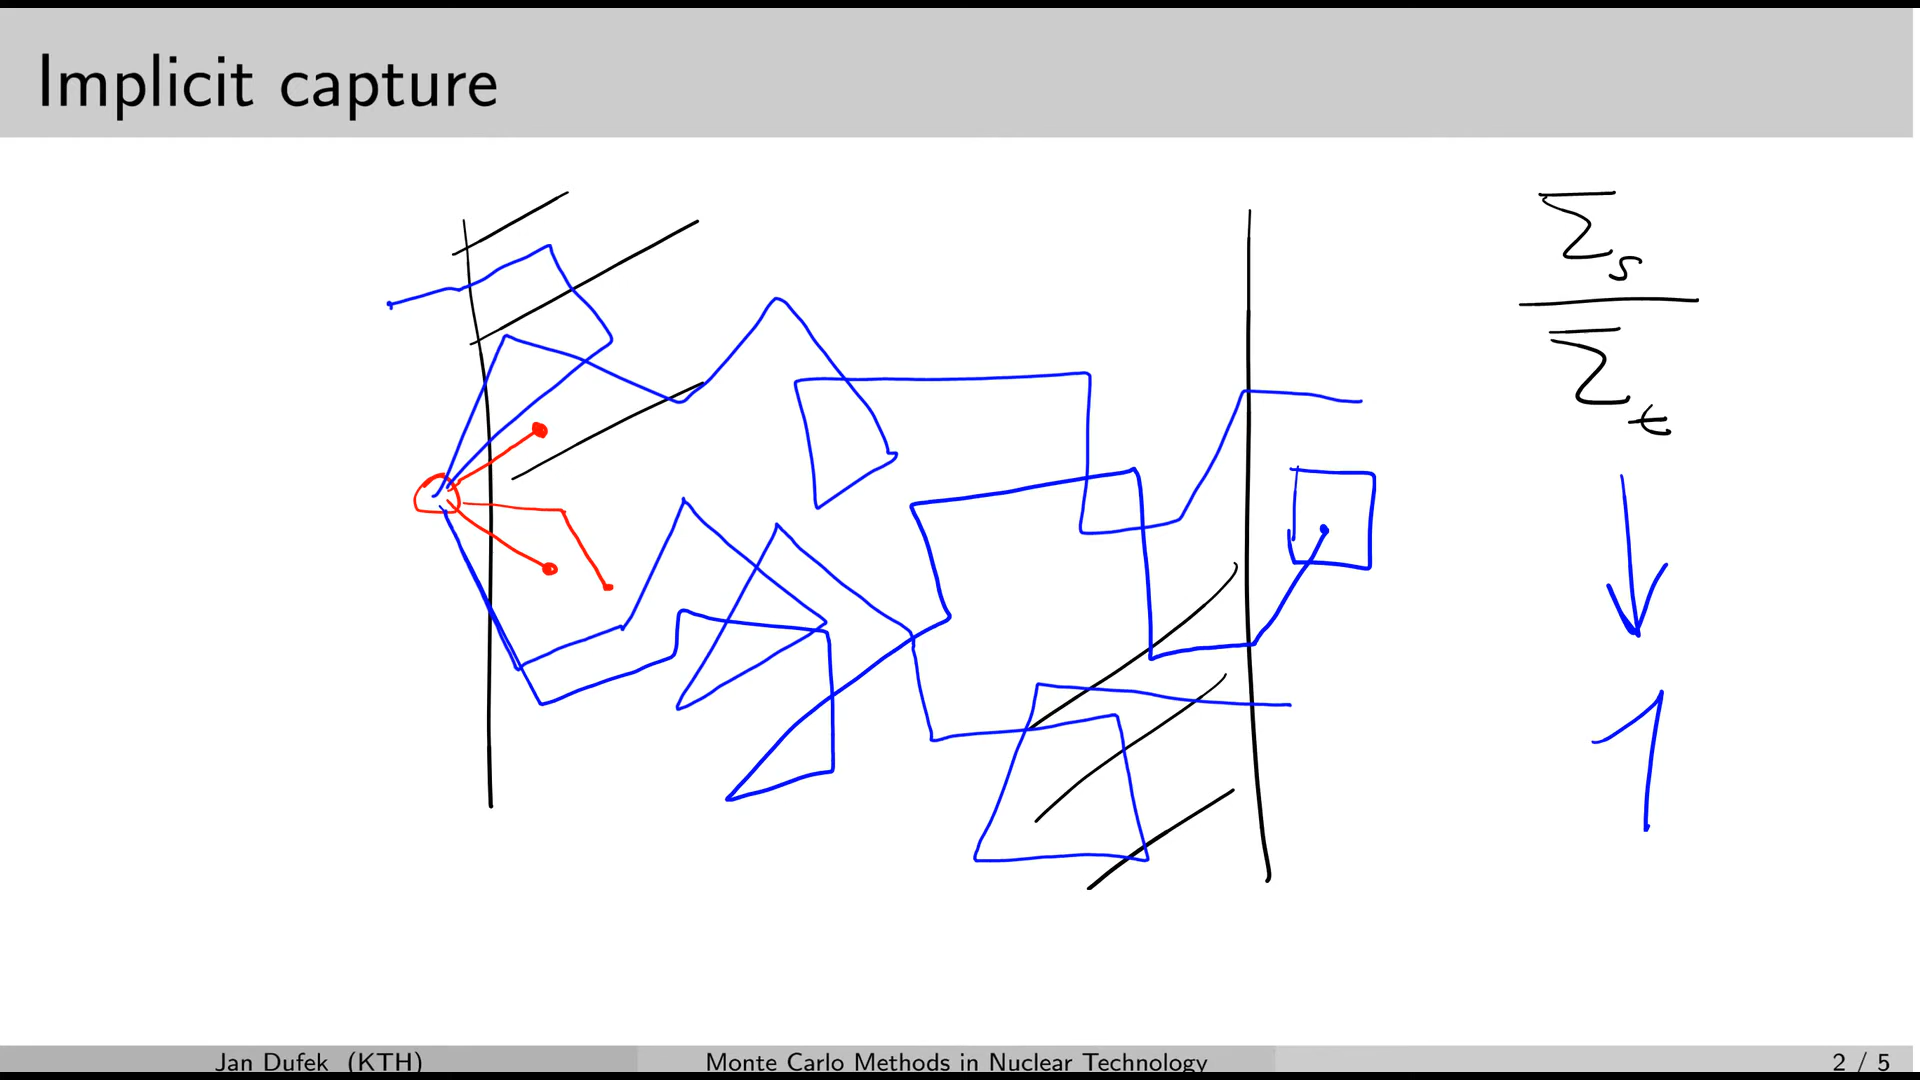 Implicit capture
Σs
Σt
1
Jan Dufek (KTH) Monte Carlo Methods in Nuclear Technology 2 / 5